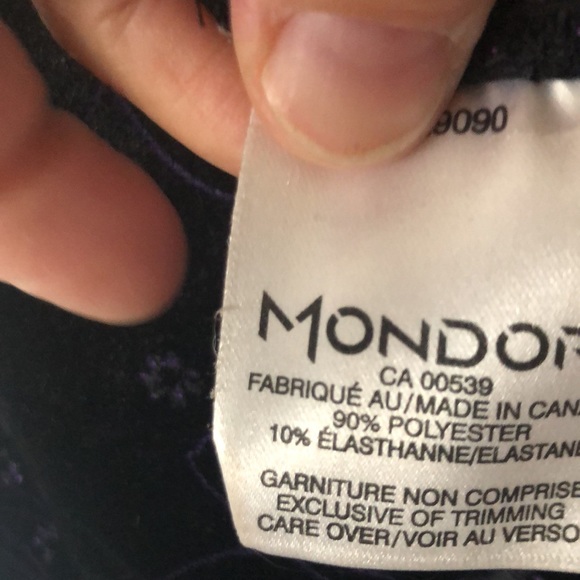 9090
MONDOR
CA 00539
FABRIQUÉ AU/MADE IN CANA
90% POLYESTER
10% ÉLASTHANNE/ELASTANE
GARNITURE NON COMPRISE
EXCLUSIVE OF TRIMMING
CARE OVER/VOIR AU VERSO